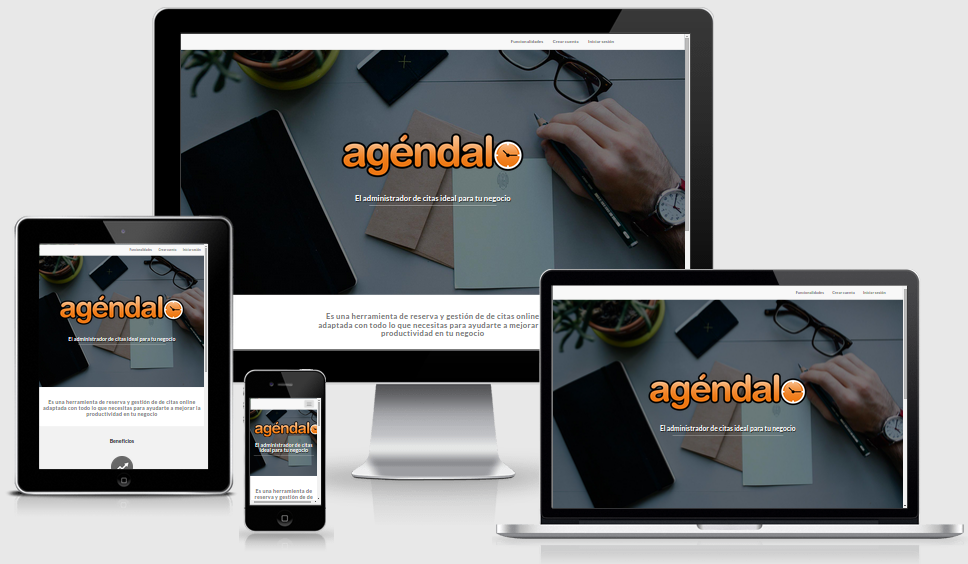 Funcionalidades Crear cuenta Iniciar sesión
agéndalo
El administrador de citas ideal para tu negocio
Es una herramienta de reserva y gestión de de citas online
adaptada con todo lo que necesitas para ayudarte a mejorar
productividad en tu negocio
Funcionalidades Crear cuenta Iniciar sesión
agéndalo
El administrador de citas ideal para tu negocio
Es una herramienta de reserva y gestión de de citas online
adaptada con todo lo que necesitas para ayudarte a mejorar la
productividad en tu negocio
Beneficios
agéndalo
El administrador de citas
ideal para tu negocio
Es una herramienta de
reserva y gestión de de
Funcionalidades Crear cuenta Iniciar sesión
agéndalo
El administrador de citas ideal para tu negocio